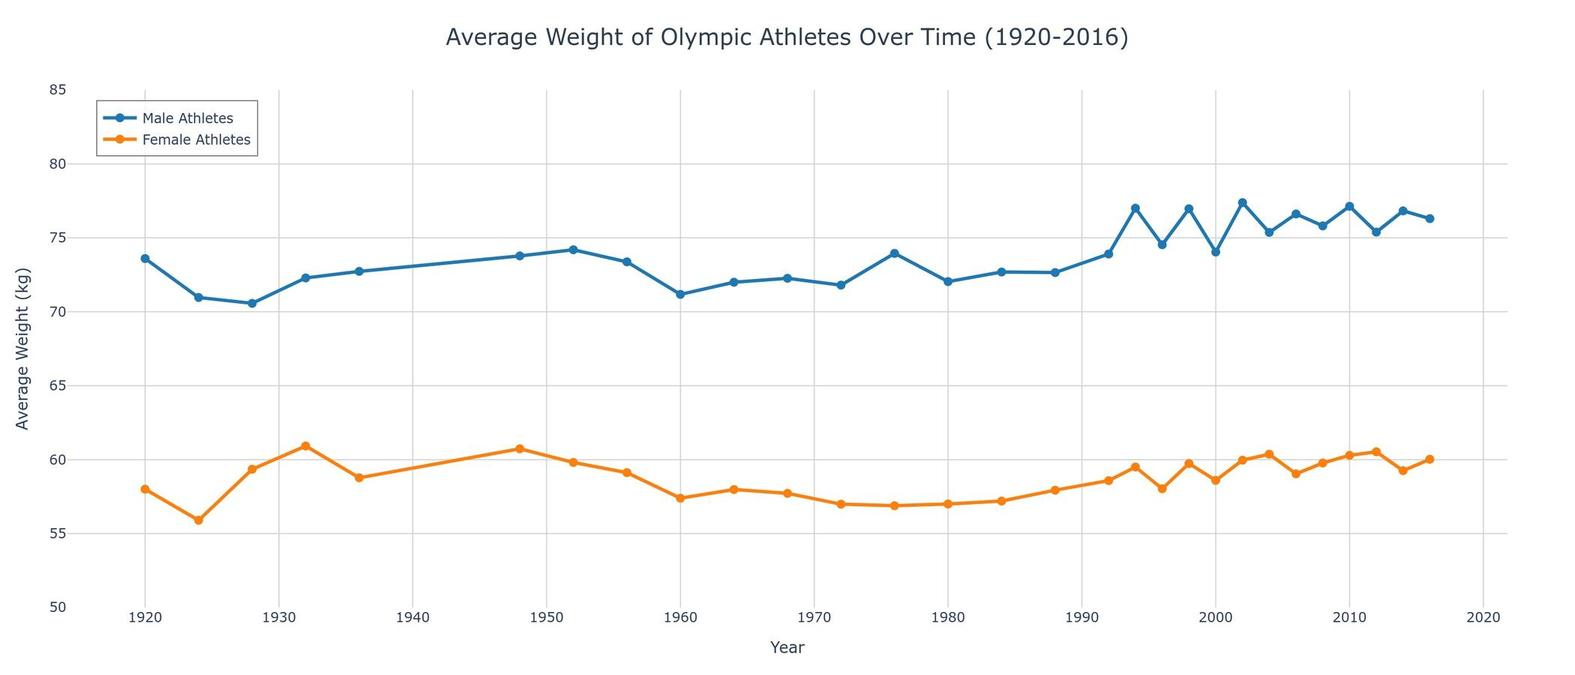 Average Weight of Olympic Athletes Over Time (1920-2016)
85
Male Athletes
Female Athletes
80
75
70
65
60
55
50
Average Weight (kg)
1920 1930 1940 1950 1960 1970 1980 1990 2000 2010 2020
Year